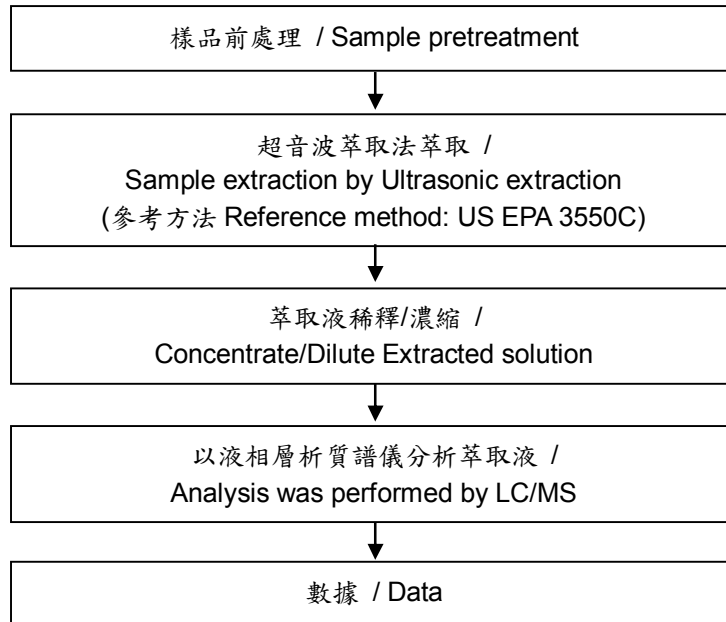 樣品前處理 / Sample pretreatment
超音波萃取法萃取 /
Sample extraction by Ultrasonic extraction
(參考方法 Reference method: US EPA 3550C)
萃取液稀釋/濃縮 /
Concentrate/Dilute Extracted solution
以液相層析質譜儀分析萃取液 /
Analysis was performed by LC/MS
數據 / Data